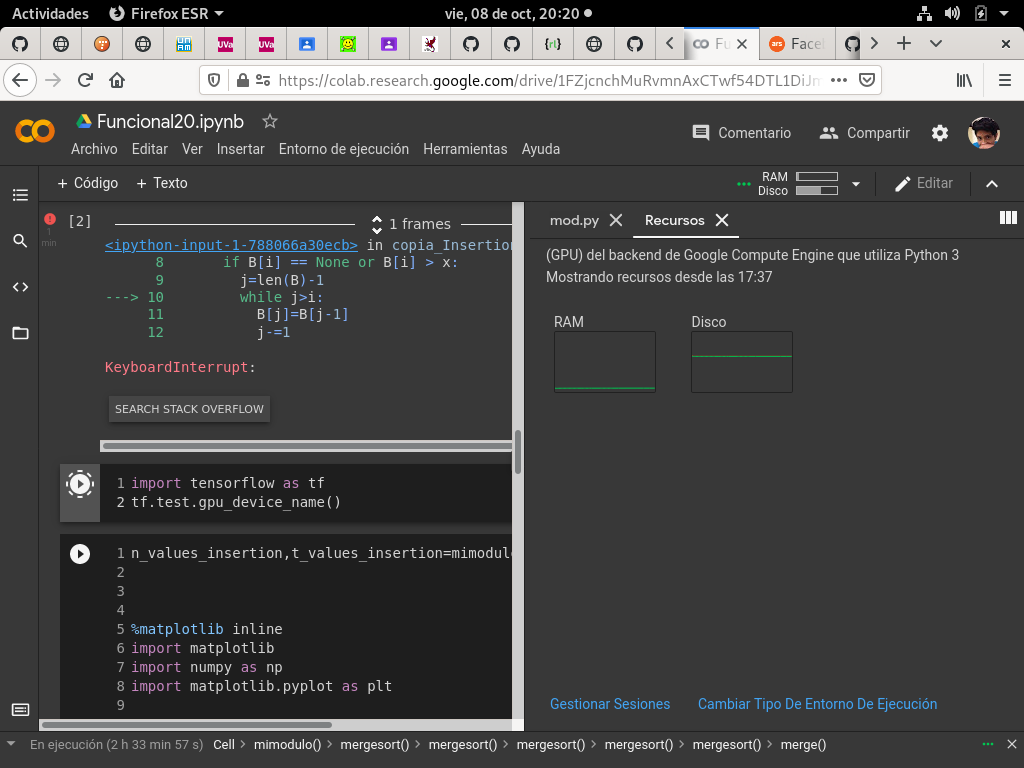 Actividades Firefox ESR vie, 08 de oct, 20:20
UVa UVa {rl} Fu ars Face
https://colab.research.google.com/drive/1FZjcnchMuRvmnAxCTwf54DTL1DiJm
Funcional20.ipynb
Comentario Compartir
Archivo Editar Ver Insertar Entorno de ejecución Herramientas Ayuda
+ Código + Texto RAM Disco Editar
1 min
[2] 1 frames
<ipython-input-1-788066a30ecb> in copia_Insertion
8 if B[i] == None or B[i] > x:
9 j=len(B)-1
---> 10 while j>i:
11 B[j]=B[j-1]
12 j-=1
KeyboardInterrupt:
SEARCH STACK OVERFLOW
1 import tensorflow as tf
2 tf.test.gpu_device_name()
1 n_values_insertion,t_values_insertion=mimodulo
2
3
4
5 %matplotlib inline
6 import matplotlib
7 import numpy as np
8 import matplotlib.pyplot as plt
9
mod.py Recursos
(GPU) del backend de Google Compute Engine que utiliza Python 3
Mostrando recursos desde las 17:37
RAM Disco
Gestionar Sesiones Cambiar Tipo De Entorno De Ejecución
En ejecución (2 h 33 min 57 s) Cell > mimodulo() > mergesort() > mergesort() > mergesort() > mergesort() > mergesort() > merge()